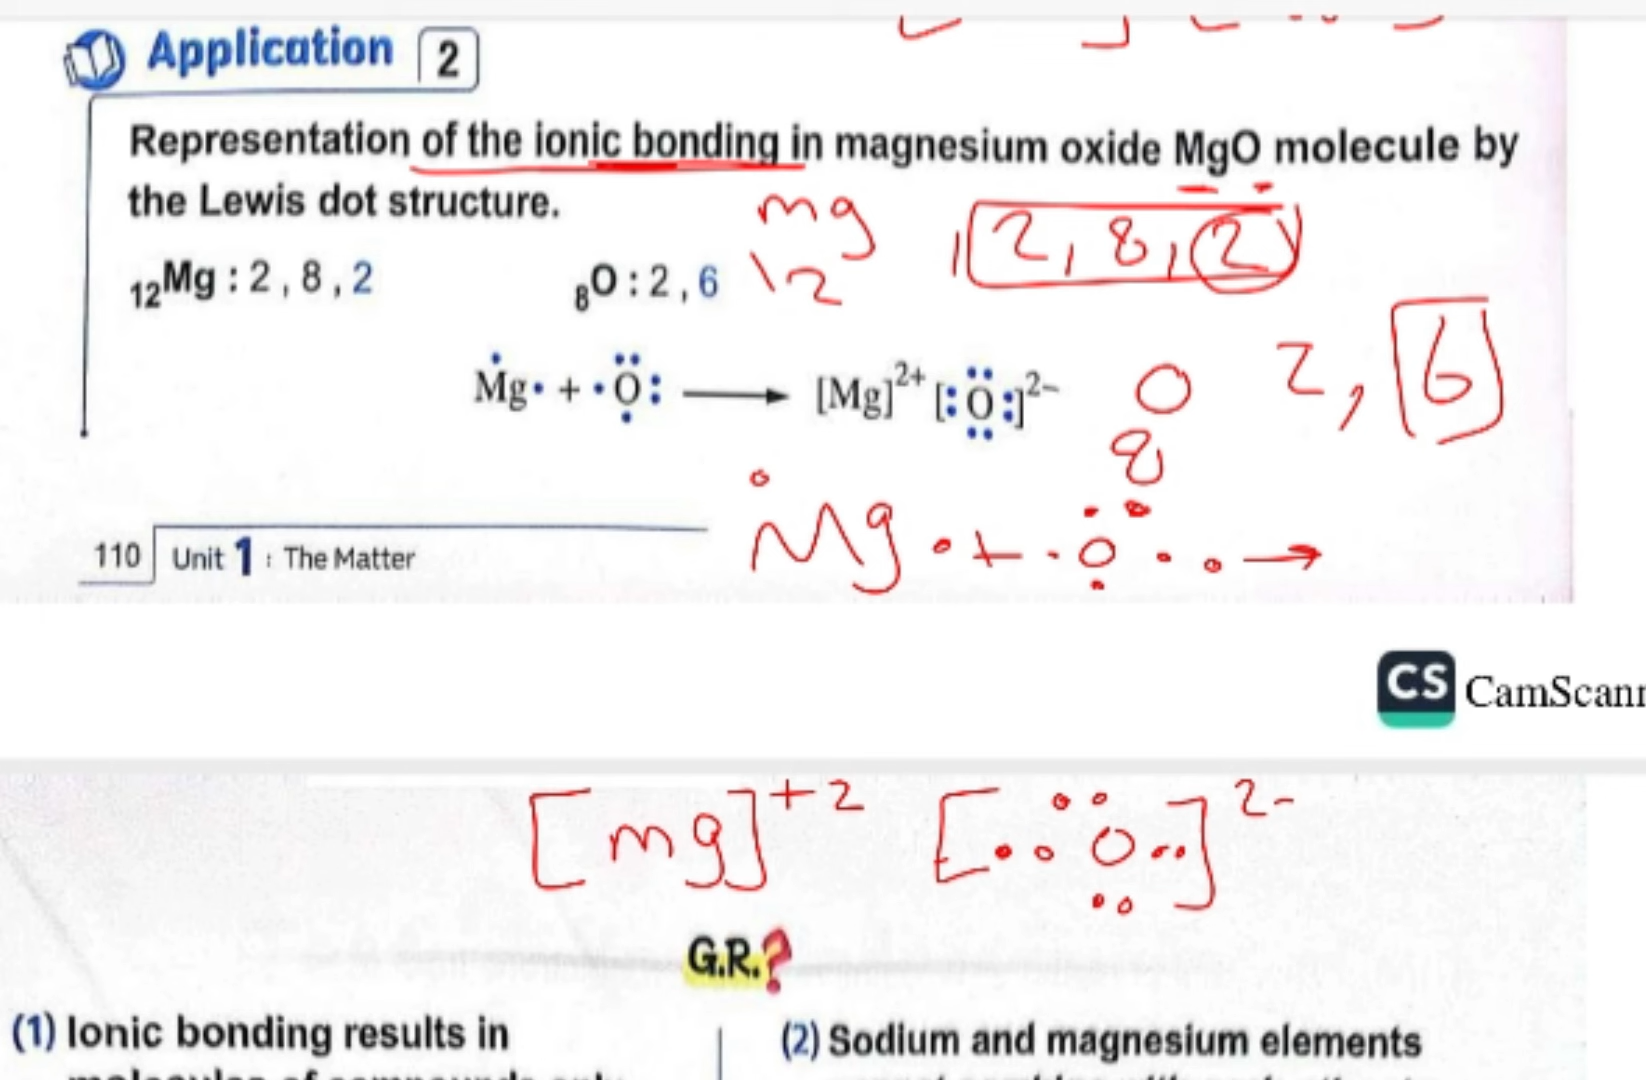 Application 2
Representation of the ionic bonding in magnesium oxide MgO molecule by
the Lewis dot structure.
mg
12
2, 8, 2
₁₂Mg : 2 , 8 , 2
₈O : 2 , 6
O
8
2, 6
Mg· + ·O: ⟶ [Mg]²⁺ [:O:]²⁻
Mg · + · O : →
110 Unit 1 : The Matter
CS CamScann
[mg]⁺² [: O :]²⁻
G.R.?
(1) Ionic bonding results in
(2) Sodium and magnesium elements